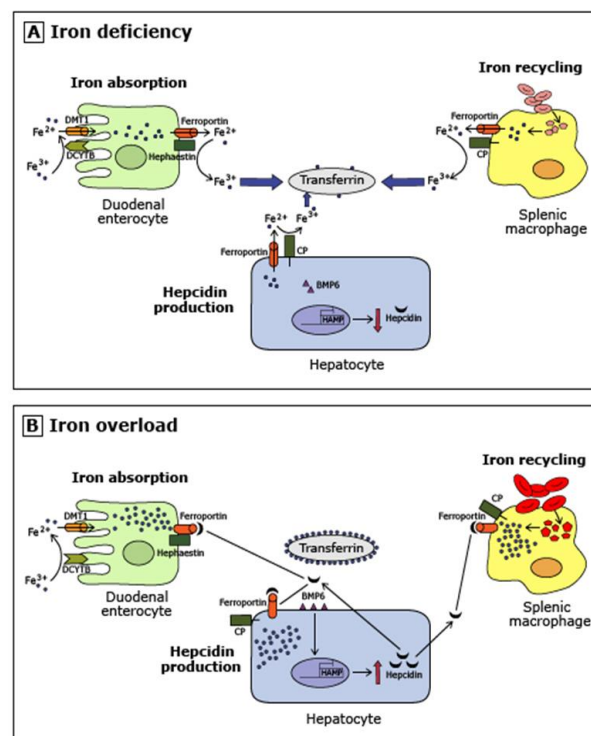 A Iron deficiency
Iron absorption
Iron recycling
DMT1
Ferroportin
Fe2+
Fe2+
DCYTB
Hephaestin
Fe3+
Fe3+
Duodenal
enterocyte
Transferrin
Ferroportin
Fe2+
CP
Fe3+
Splenic
macrophage
Fe2+
Fe3+
Ferroportin
CP
Hepcidin
production
BMP6
HAMP
Hepcidin
Hepatocyte
B Iron overload
Iron absorption
Iron recycling
DMT1
Ferroportin
Fe2+
DCYTB
Hephaestin
Fe3+
Duodenal
enterocyte
Transferrin
CP
Ferroportin
Splenic
macrophage
Ferroportin
BMP6
CP
Hepcidin
production
HAMP
Hepcidin
Hepatocyte